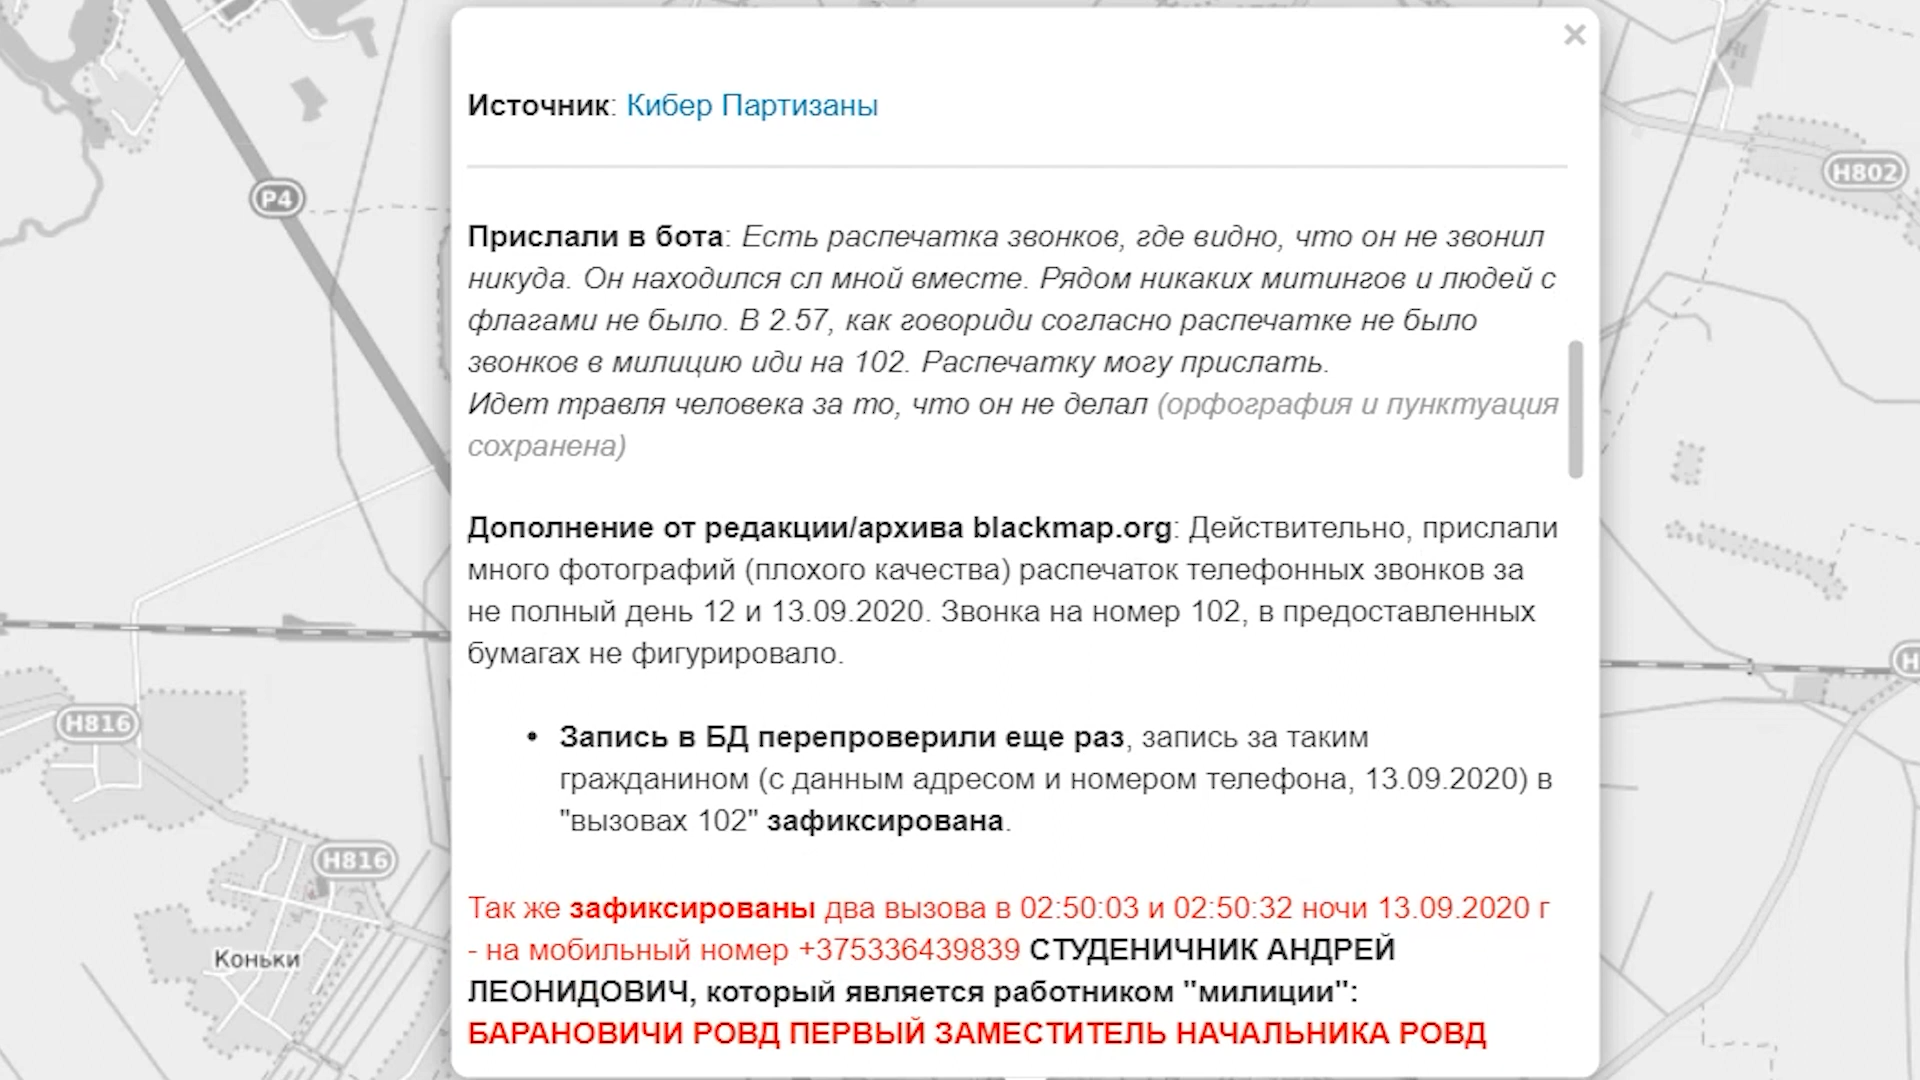 Источник: Кибер Партизаны
Р4
Н802
Прислали в бота: Есть распечатка звонков, где видно, что он не звонил
никуда. Он находился сл мной вместе. Рядом никаких митингов и людей с
флагами не было. В 2.57, как говориди согласно распечатке не было
звонков в милицию иди на 102. Распечатку могу прислать.
Идет травля человека за то, что он не делал (орфография и пунктуация
сохранена)
Дополнение от редакции/архива blackmap.org: Действительно, прислали
много фотографий (плохого качества) распечаток телефонных звонков за
не полный день 12 и 13.09.2020. Звонка на номер 102, в предоставленных
бумагах не фигурировало.
Н816
• Запись в БД перепроверили еще раз, запись за таким
гражданином (с данным адресом и номером телефона, 13.09.2020) в
"вызовах 102" зафиксирована.
Н816
Так же зафиксированы два вызова в 02:50:03 и 02:50:32 ночи 13.09.2020 г
- на мобильный номер +375336439839 СТУДЕНИЧНИК АНДРЕЙ
Коньки
ЛЕОНИДОВИЧ, который является работником "милиции":
БАРАНОВИЧИ РОВД ПЕРВЫЙ ЗАМЕСТИТЕЛЬ НАЧАЛЬНИКА РОВД